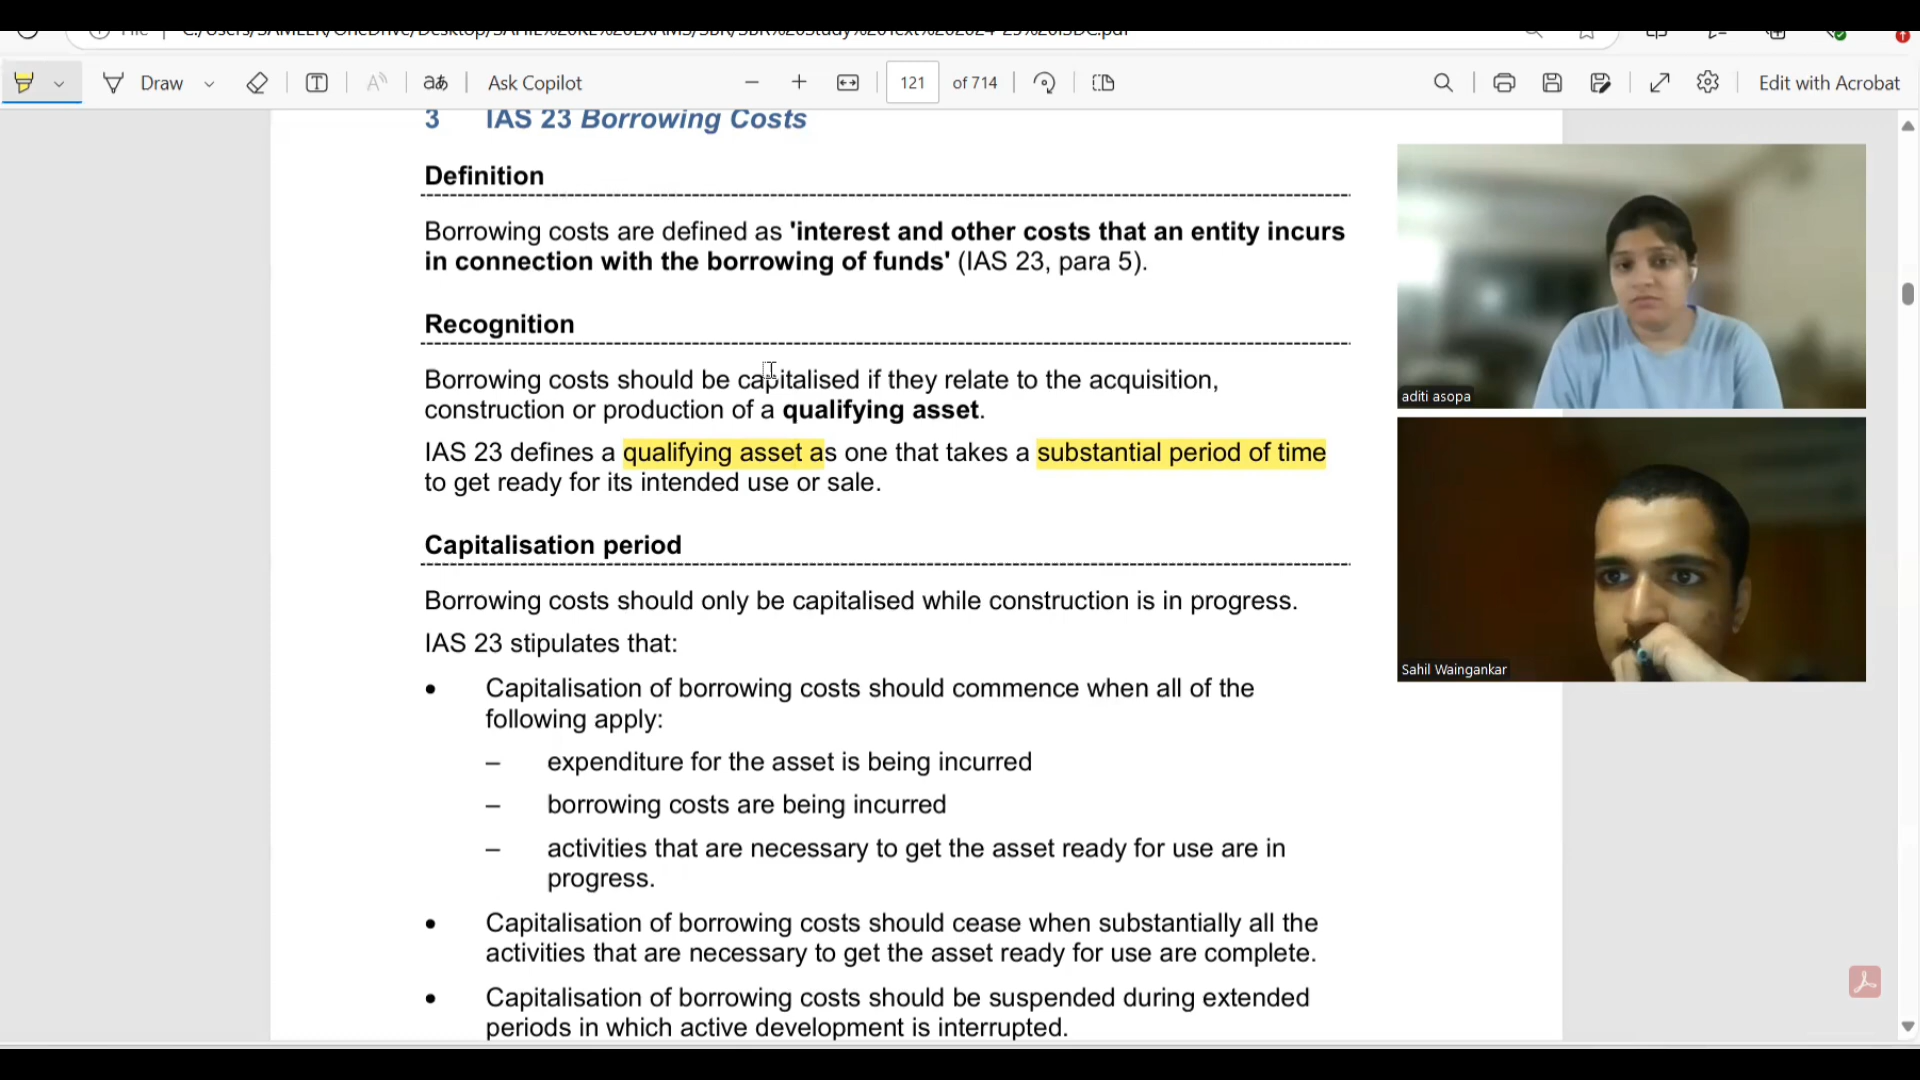 Draw
aあ
Ask Copilot
121
of 714
Edit with Acrobat
3 IAS 23 Borrowing Costs
Definition
Borrowing costs are defined as 'interest and other costs that an entity incurs
in connection with the borrowing of funds' (IAS 23, para 5).
Recognition
Borrowing costs should be capitalised if they relate to the acquisition,
construction or production of a qualifying asset.
IAS 23 defines a qualifying asset as one that takes a substantial period of time
to get ready for its intended use or sale.
Capitalisation period
Borrowing costs should only be capitalised while construction is in progress.
IAS 23 stipulates that:
• Capitalisation of borrowing costs should commence when all of the
following apply:
– expenditure for the asset is being incurred
– borrowing costs are being incurred
– activities that are necessary to get the asset ready for use are in
progress.
• Capitalisation of borrowing costs should cease when substantially all the
activities that are necessary to get the asset ready for use are complete.
• Capitalisation of borrowing costs should be suspended during extended
periods in which active development is interrupted.
aditi asopa
Sahil Waingankar